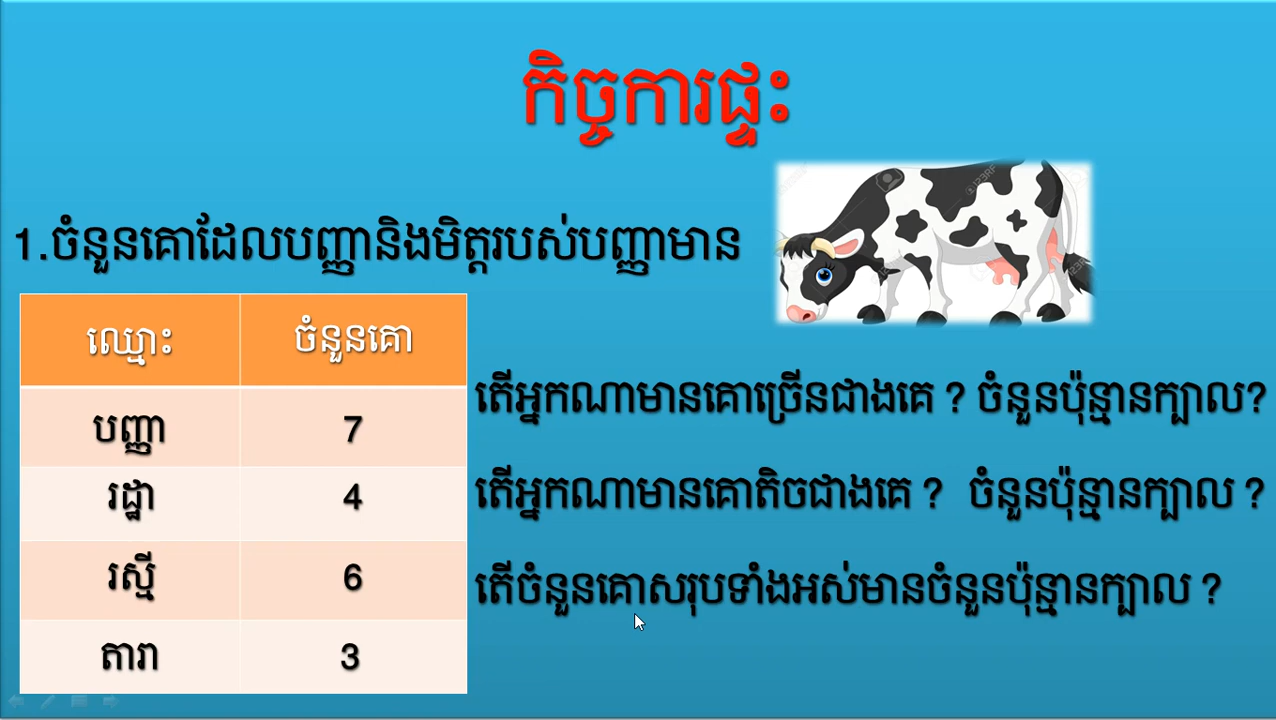 កិច្ចការផ្ទះ
1.ចំនួនគោដែលបញ្ញានិងមិត្តរបស់បញ្ញាមាន
ឈ្មោះ ចំនួនគោ
បញ្ញា 7
រដ្ឋា 4
រស្មី 6
តារា 3
តើអ្នកណាមានគោច្រើនជាងគេ ? ចំនួនប៉ុន្មានក្បាល?
តើអ្នកណាមានគោតិចជាងគេ ? ចំនួនប៉ុន្មានក្បាល ?
តើចំនួនគោសរុបទាំងអស់មានចំនួនប៉ុន្មានក្បាល ?